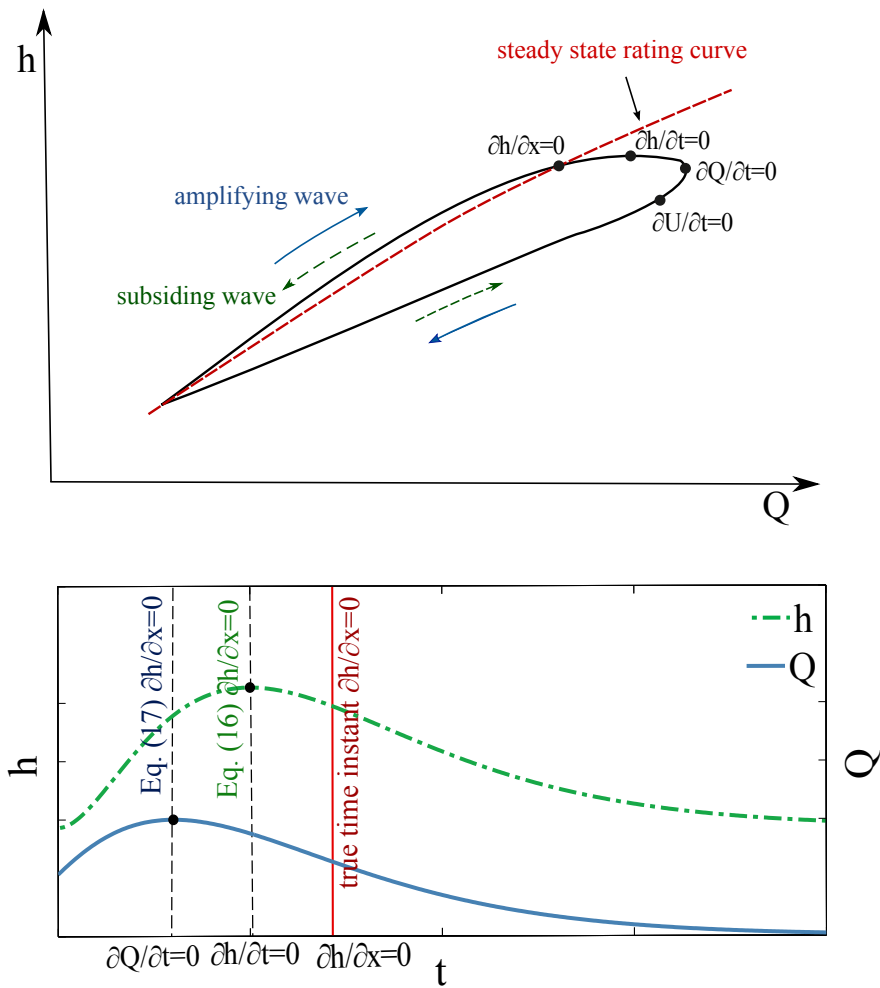 h
steady state rating curve
∂h/∂x=0
∂h/∂t=0
∂Q/∂t=0
∂U/∂t=0
amplifying wave
subsiding wave
Q
Eq. (17) ∂h/∂x=0
Eq. (16) ∂h/∂x=0
true time instant ∂h/∂x=0
h
Q
h
Q
∂Q/∂t=0
∂h/∂t=0
∂h/∂x=0
t